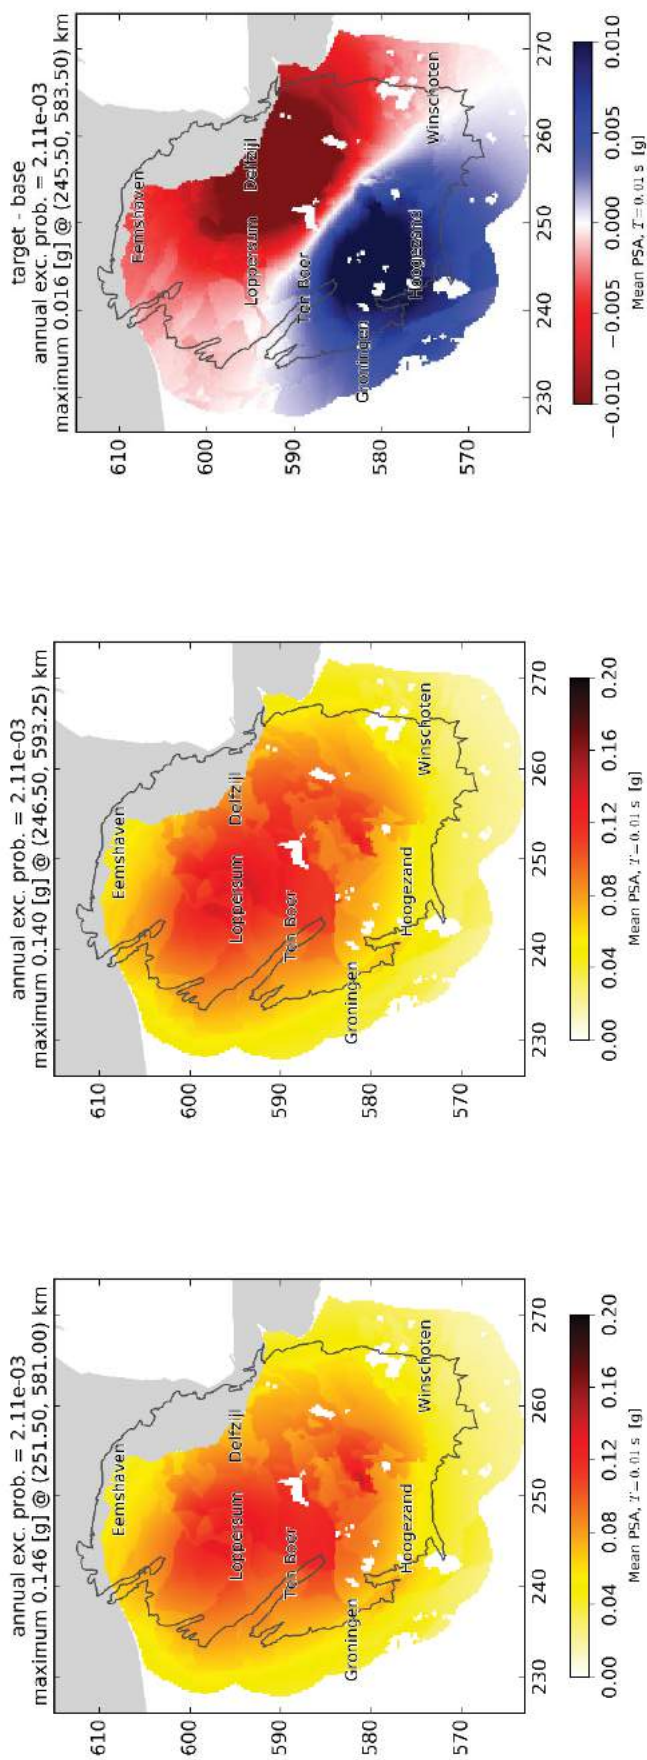 annual exc. prob. = 2.11e-03
maximum 0.146 [g] @ (251.50, 581.00) km
610
Eemshaven
600
Delfzijl
Loppersum
590
Ten Boer
580
Groningen
Hoogezand
Winschoten
570
230 240 250 260 270
0.00 0.04 0.08 0.12 0.16 0.20
Mean PSA, T=0.01 s [g]
annual exc. prob. = 2.11e-03
maximum 0.140 [g] @ (246.50, 593.25) km
610
Eemshaven
600
Delfzijl
Loppersum
590
Ten Boer
580
Groningen
Hoogezand
Winschoten
570
230 240 250 260 270
0.00 0.04 0.08 0.12 0.16 0.20
Mean PSA, T=0.01 s [g]
target - base
annual exc. prob. = 2.11e-03
maximum 0.016 [g] @ (245.50, 583.50) km
610
Eemshaven
600
Delfzijl
Loppersum
590
Ten Boer
580
Groningen
Hoogezand
Winschoten
570
230 240 250 260 270
−0.010 −0.005 0.000 0.005 0.010
Mean PSA, T=0.01 s [g]